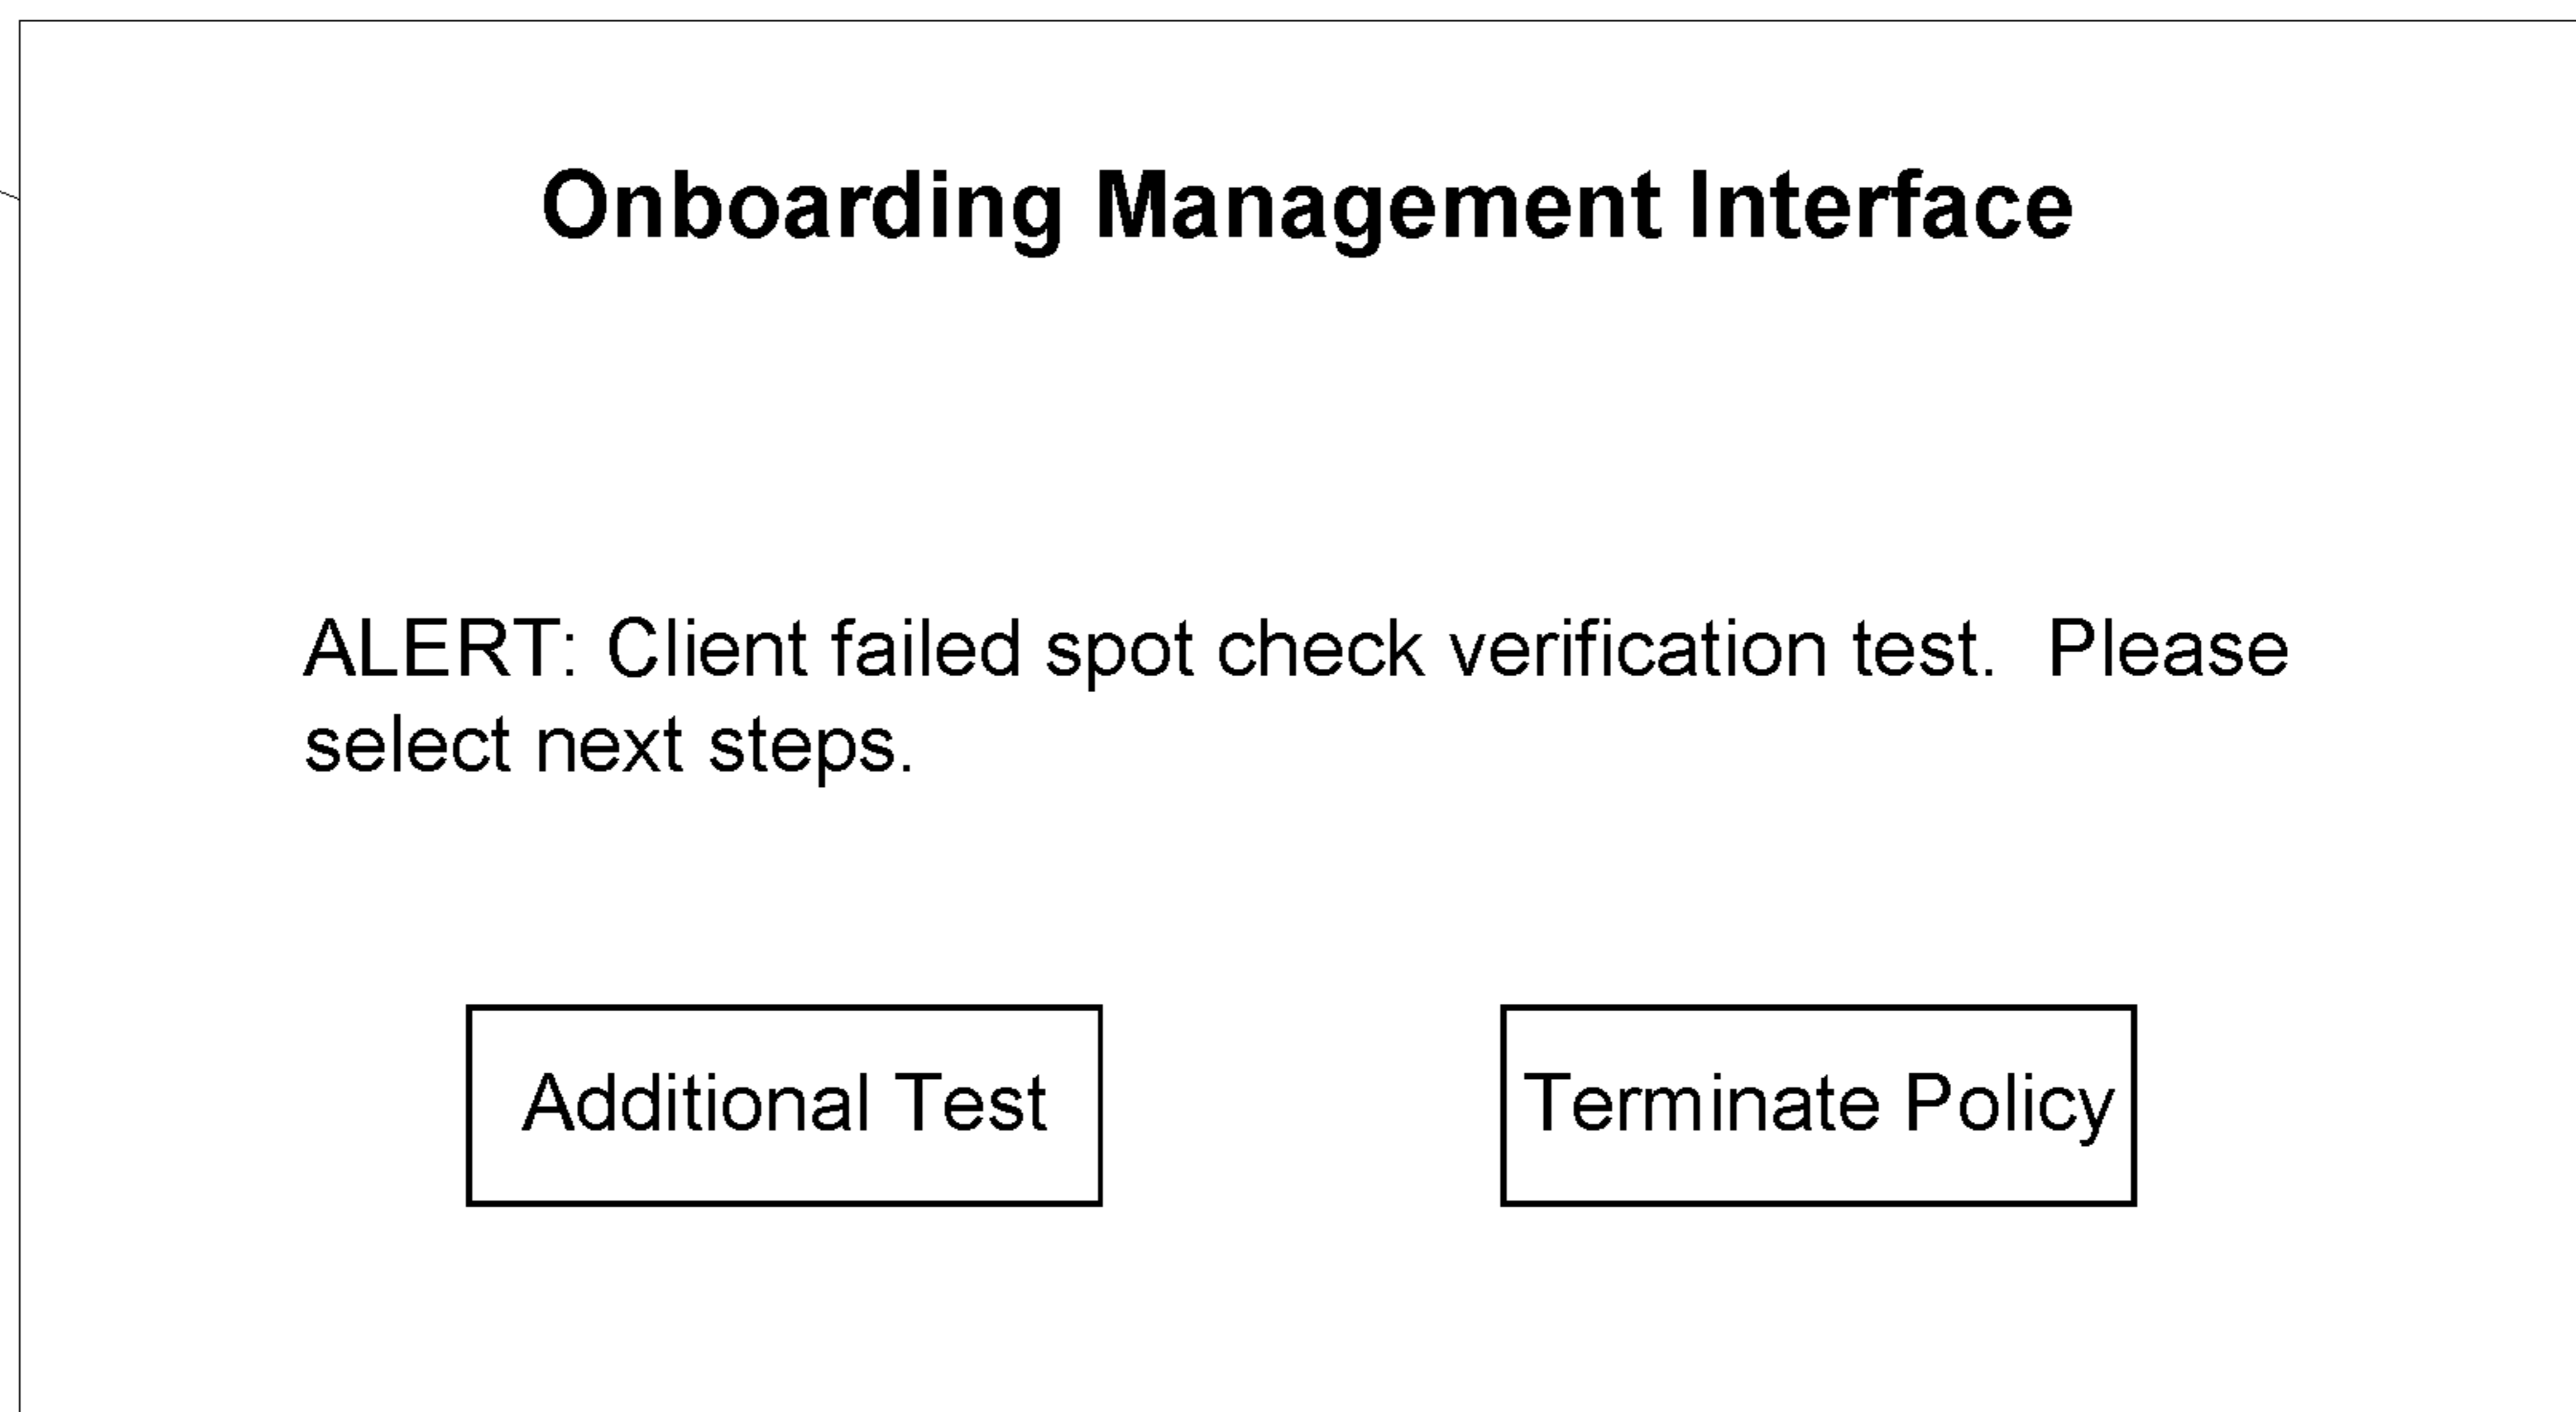 Onboarding Management Interface
ALERT: Client failed spot check verification test.  Please
select next steps.
Additional Test
Terminate Policy